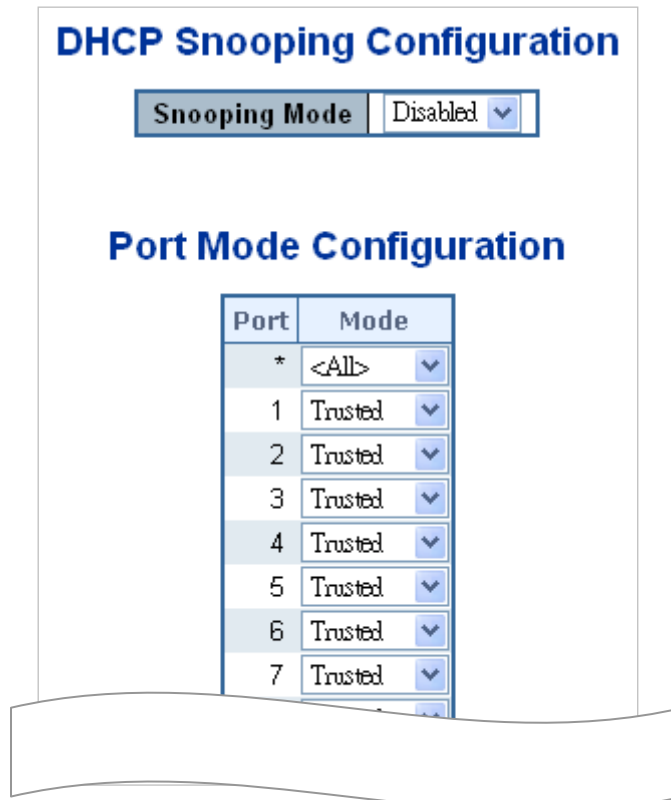 DHCP Snooping Configuration
Snooping Mode Disabled
Port Mode Configuration
Port Mode
* <All>
1 Trusted
2 Trusted
3 Trusted
4 Trusted
5 Trusted
6 Trusted
7 Trusted